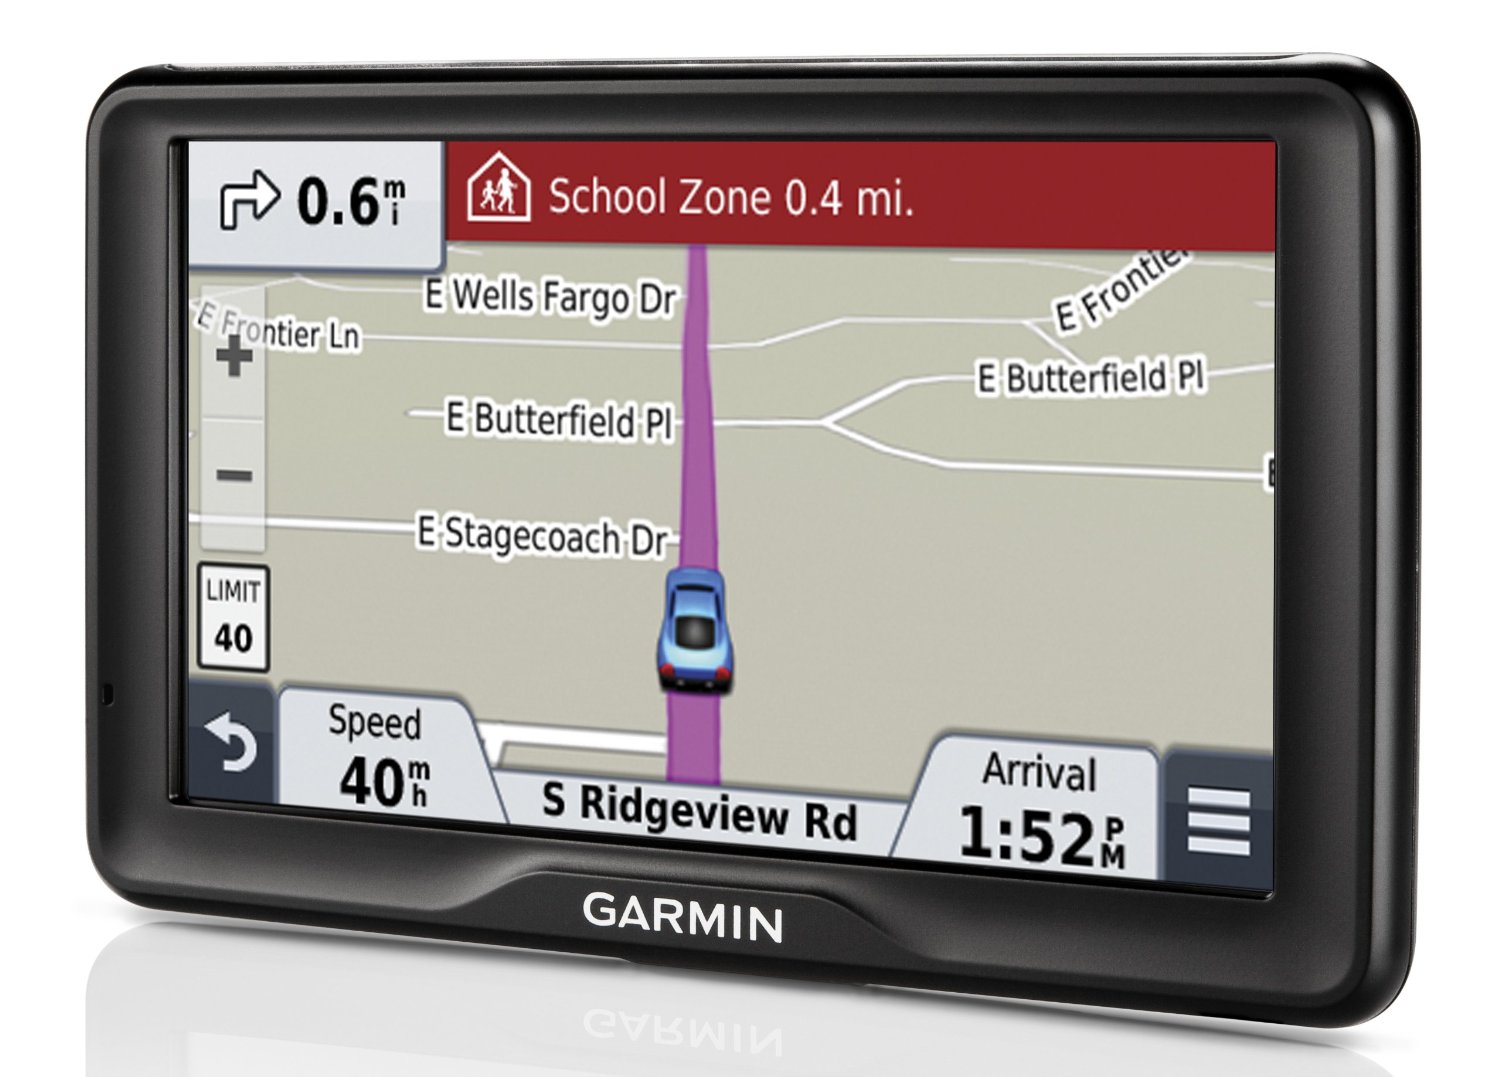 0.6 mi
School Zone 0.4 mi.
E Wells Fargo Dr
E Frontier
E Frontier Ln
E Butterfield Pl
E Butterfield Pl
E Stagecoach Dr
E
LIMIT
40
Speed
40 mh
S Ridgeview Rd
Arrival
1:52 PM
GARMIN